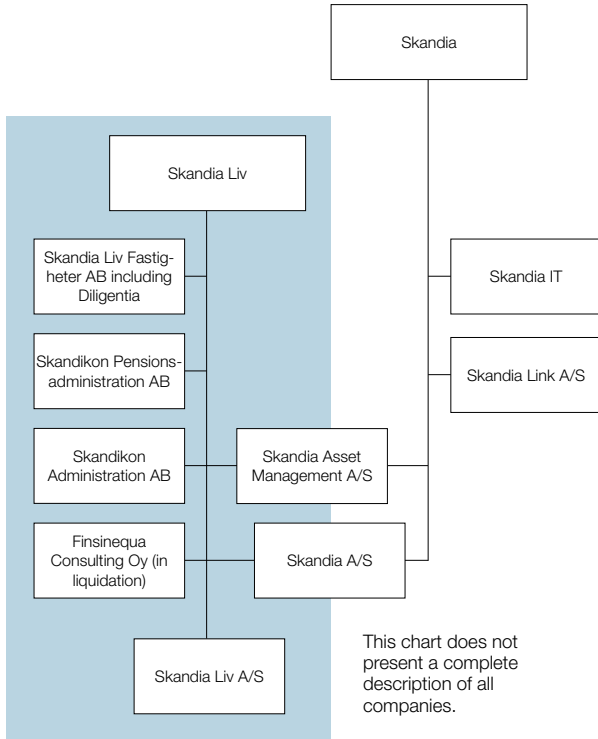 Skandia
Skandia Liv
Skandia Liv Fastig-
heter AB including
Diligentia
Skandia IT
Skandikon Pensions-
administration AB
Skandia Link A/S
Skandikon
Administration AB
Skandia Asset
Management A/S
Finsinequa
Consulting Oy (in
liquidation)
Skandia A/S
Skandia Liv A/S
This chart does not
present a complete
description of all
companies.